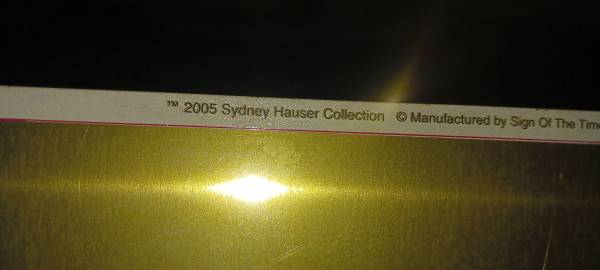 ™ 2005 Sydney Hauser Collection © Manufactured by Sign Of The